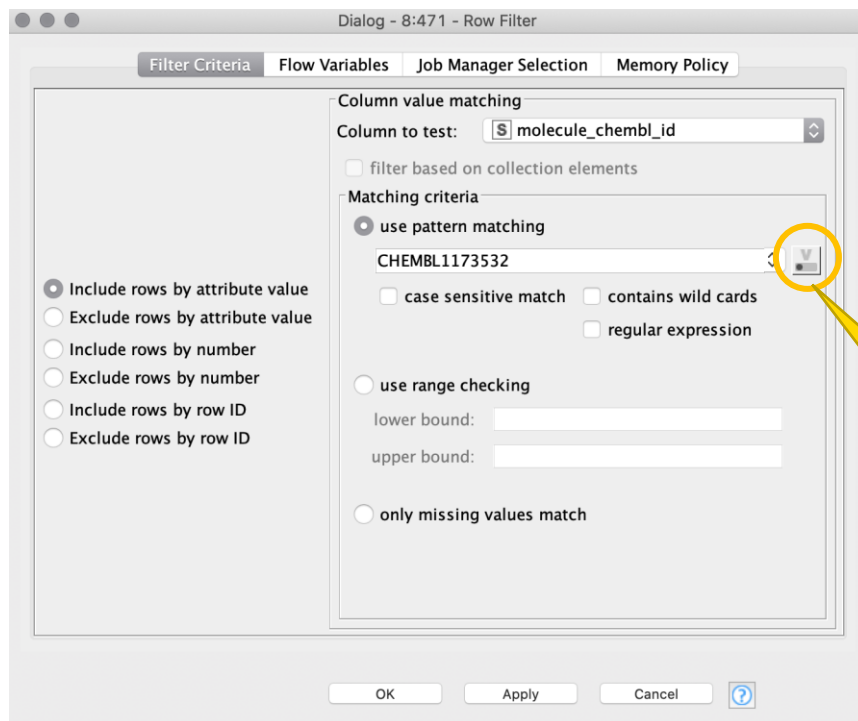 Dialog - 8:471 - Row Filter
Filter Criteria Flow Variables Job Manager Selection Memory Policy
Column value matching
Column to test: S molecule_chembl_id
filter based on collection elements
Matching criteria
use pattern matching
CHEMBL1173532 V
case sensitive match contains wild cards
regular expression
Include rows by attribute value
Exclude rows by attribute value
Include rows by number
Exclude rows by number
Include rows by row ID
Exclude rows by row ID
use range checking
lower bound:
upper bound:
only missing values match
OK Apply Cancel ?